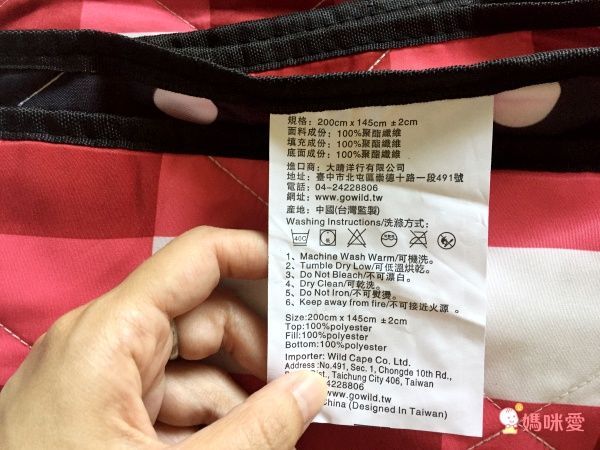 規格：200cm x 145cm ±2cm
面料成份：100%聚酯纖維
填充成份：100%聚酯纖維
底面成份：100%聚酯纖維
進口商：大晴洋行有限公司
地址：臺中市北屯區崇德十路一段491號
電話：04-24228806
網址：www.gowild.tw
產地：中國(台灣監製)
Washing Instructions/洗滌方式：
40C
1、Machine Wash Warm/可機洗。
2、Tumble Dry Low/可低溫烘乾。
3、Do Not Bleach/不可漂白。
4、Dry Clean/可乾洗。
5、Do Not Iron/不可熨燙。
6、Keep away from fire/不可接近火源。
Size:200cm x 145cm ±2cm
Top:100%polyester
Fill:100%polyester
Bottom:100%polyester
Importer: Wild Cape Co. Ltd.
Address :No.491, Sec. 1, Chongde 10th Rd.,
Dist., Taichung City 406, Taiwan
24228806
www.gowild.tw
China (Designed In Taiwan)
媽咪愛